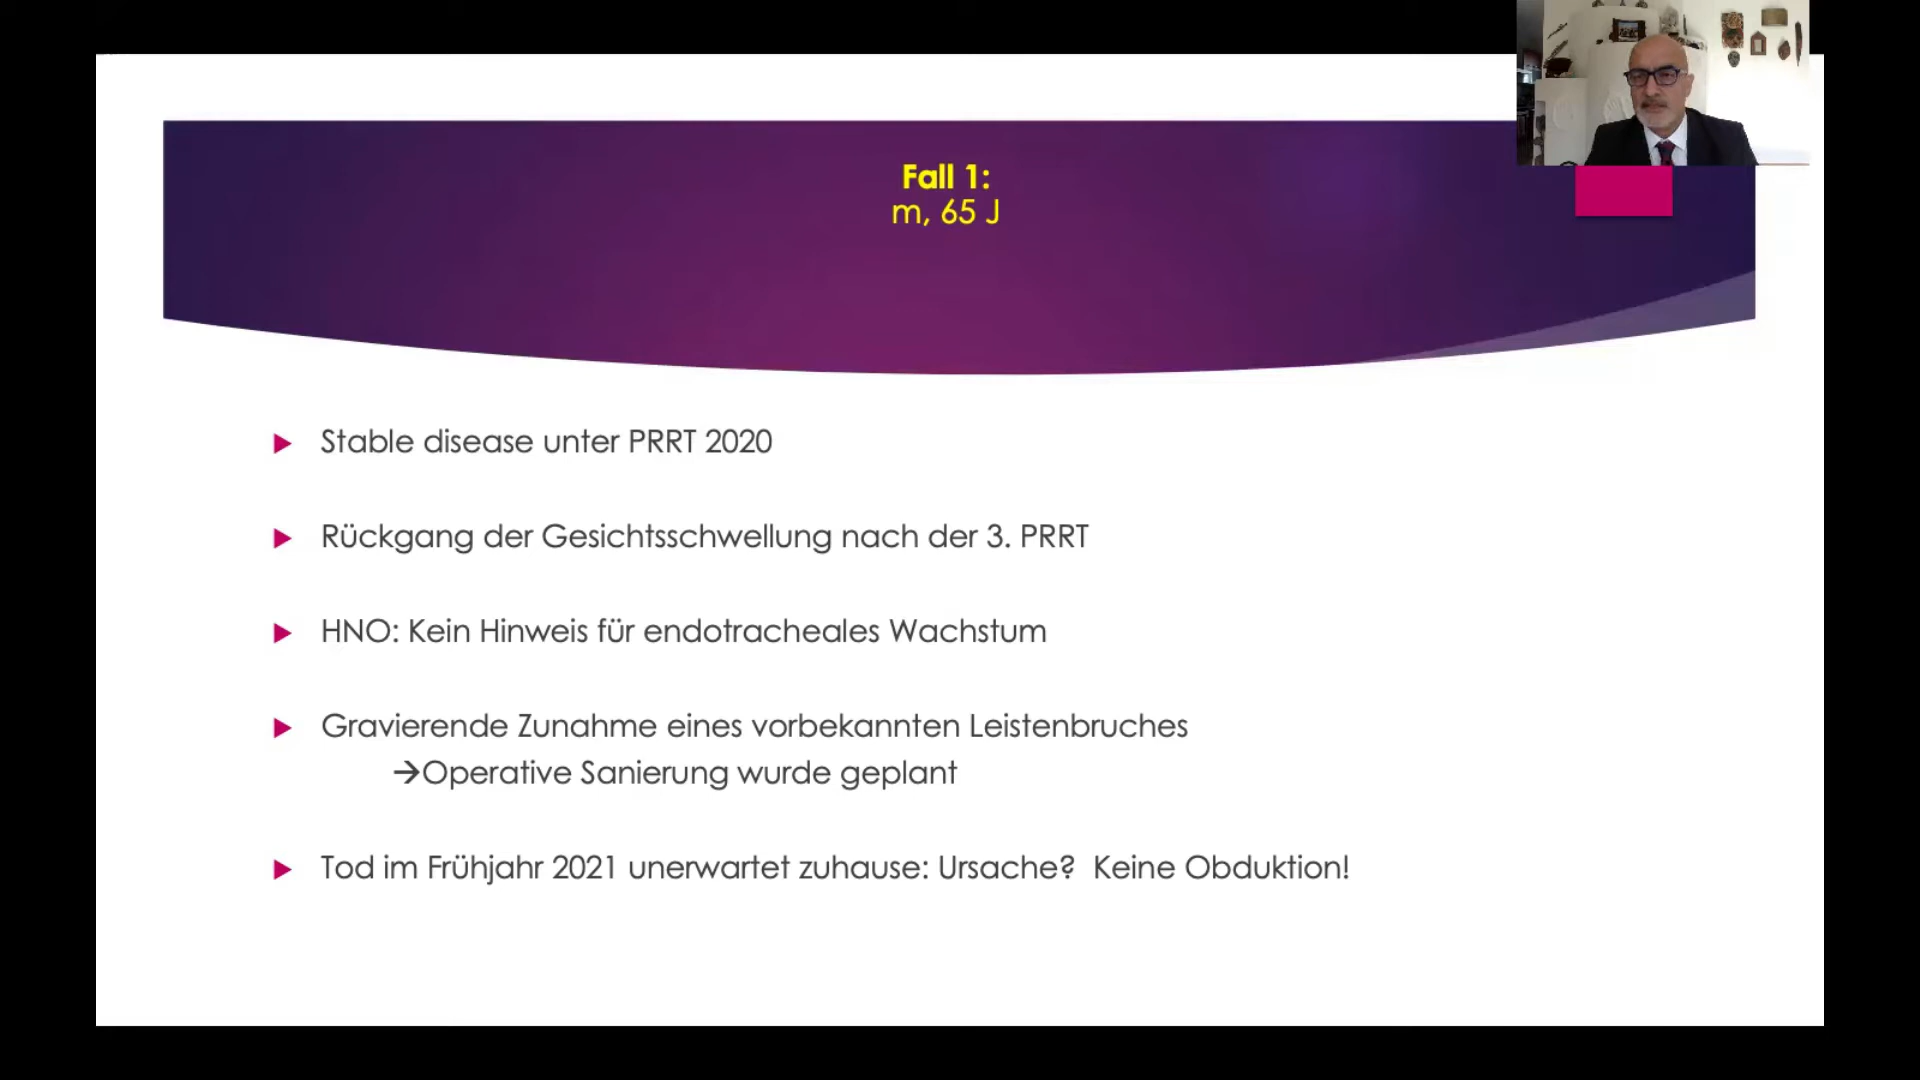 Fall 1:
m, 65 J
Stable disease unter PRRT 2020
Rückgang der Gesichtsschwellung nach der 3. PRRT
HNO: Kein Hinweis für endotracheales Wachstum
Gravierende Zunahme eines vorbekannten Leistenbruches
→Operative Sanierung wurde geplant
Tod im Frühjahr 2021 unerwartet zuhause: Ursache? Keine Obduktion!